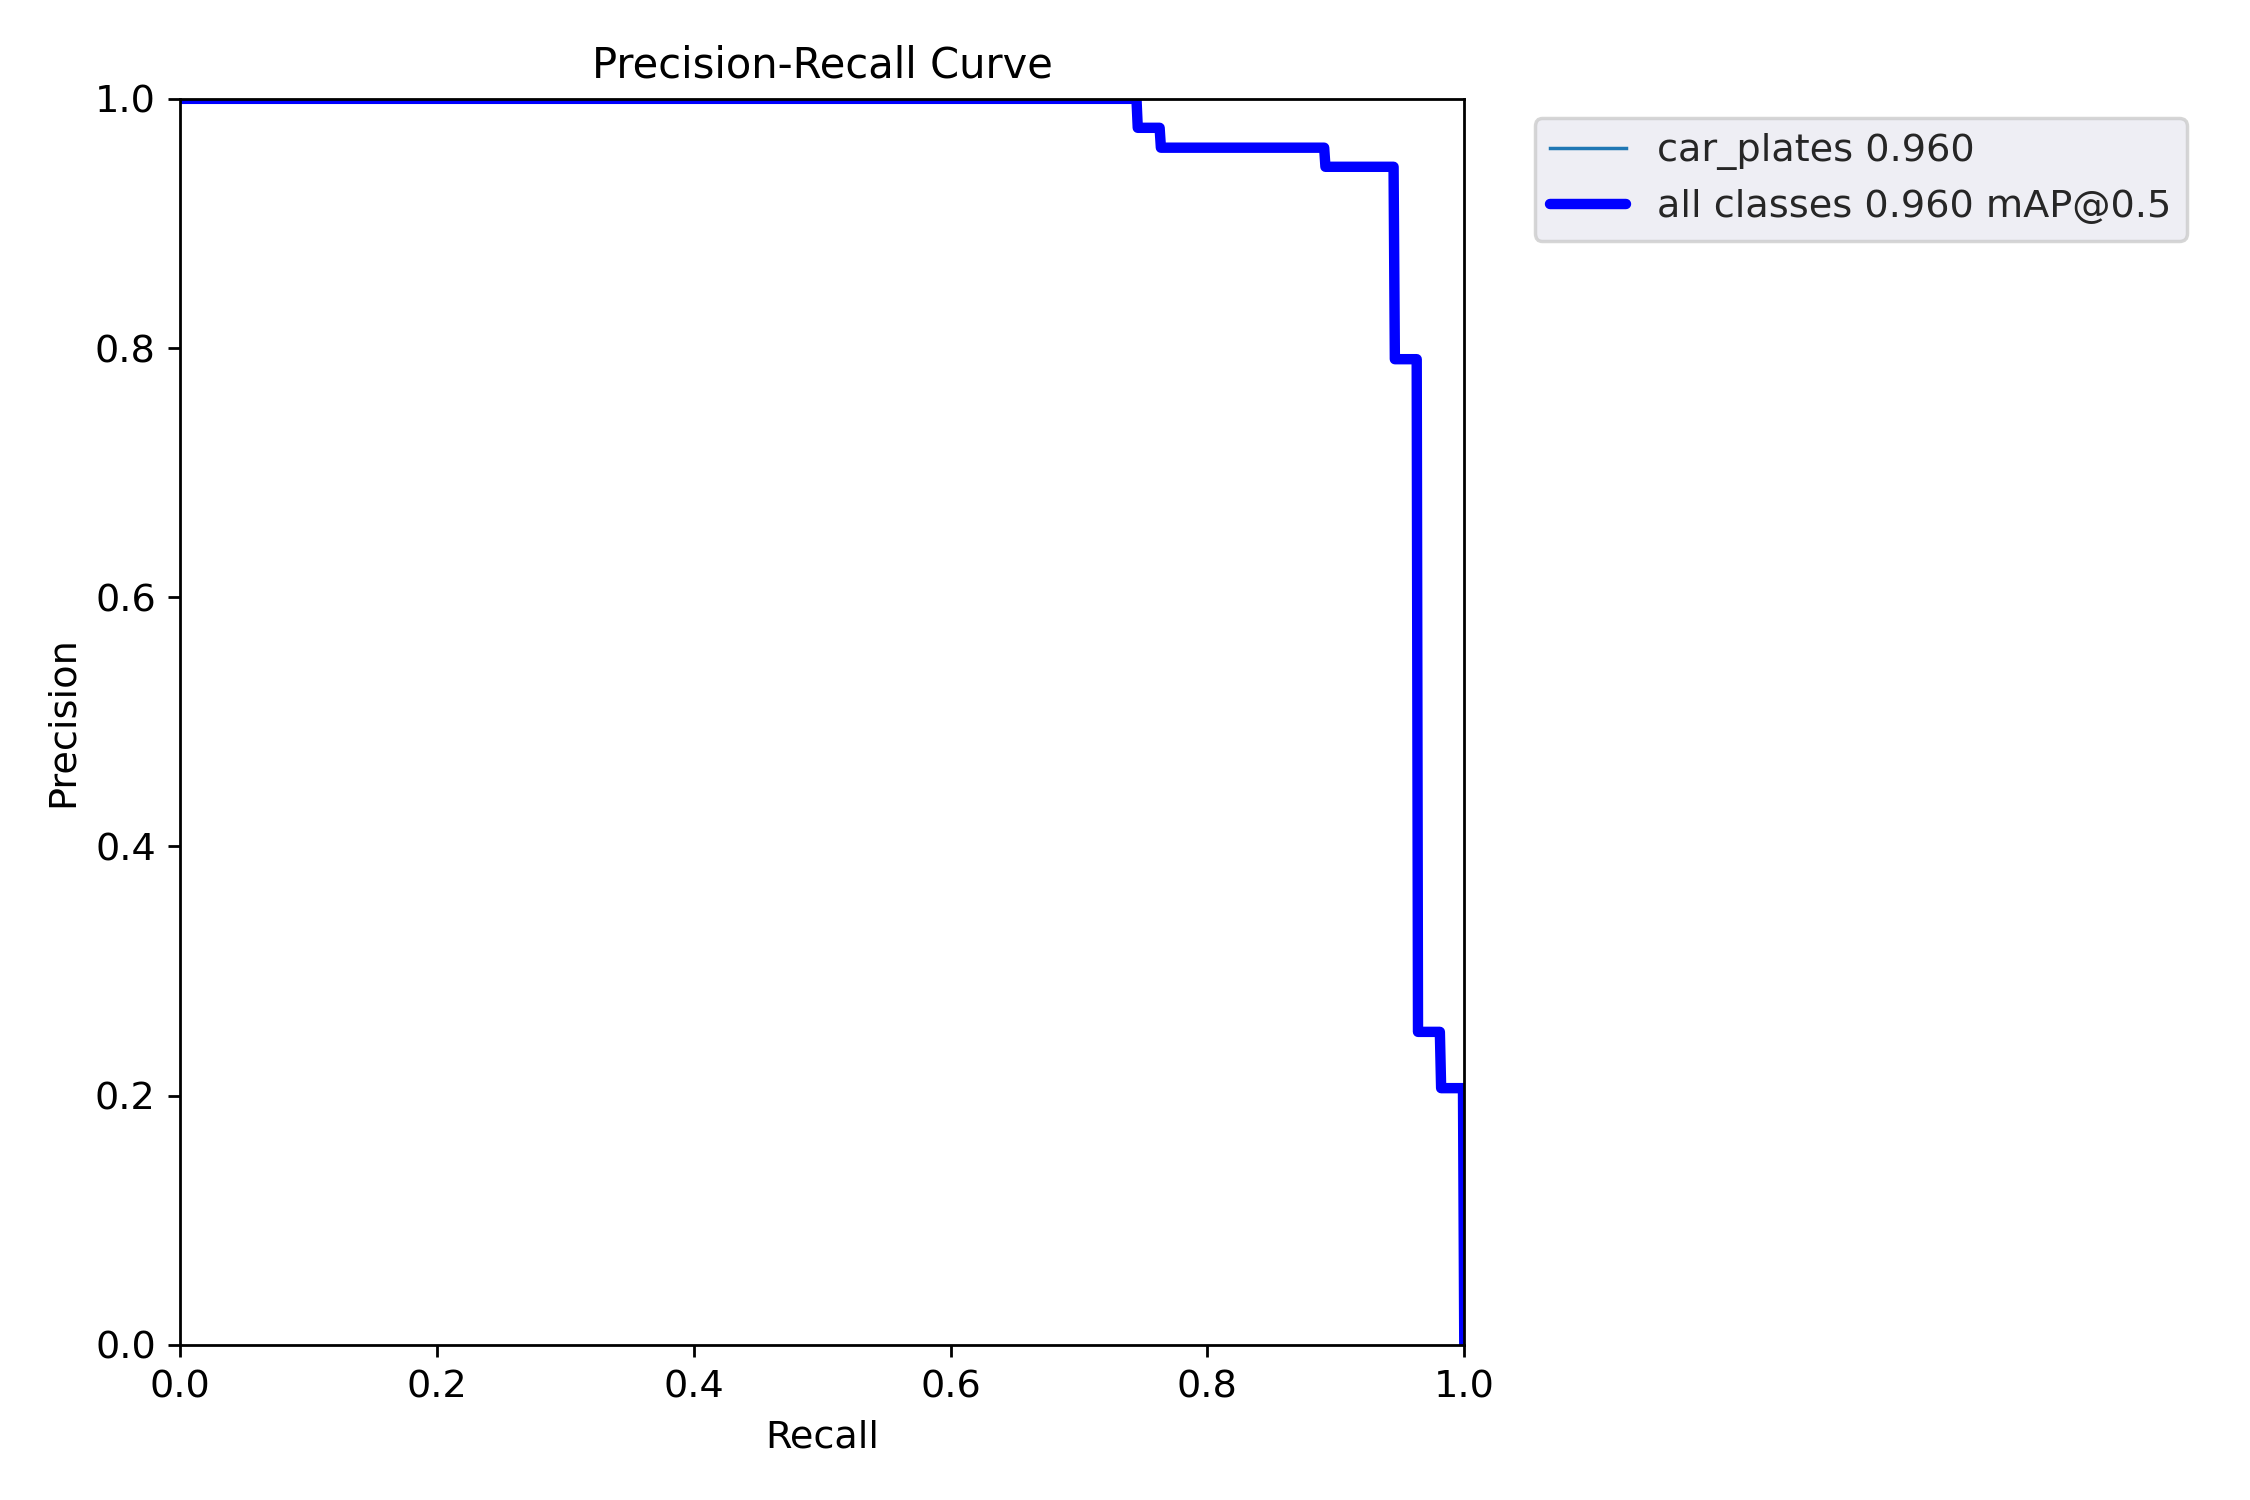 Precision-Recall Curve
car_plates 0.960
all classes 0.960 mAP@0.5
Precision
1.0
0.8
0.6
0.4
0.2
0.0
0.0 0.2 0.4 0.6 0.8 1.0
Recall